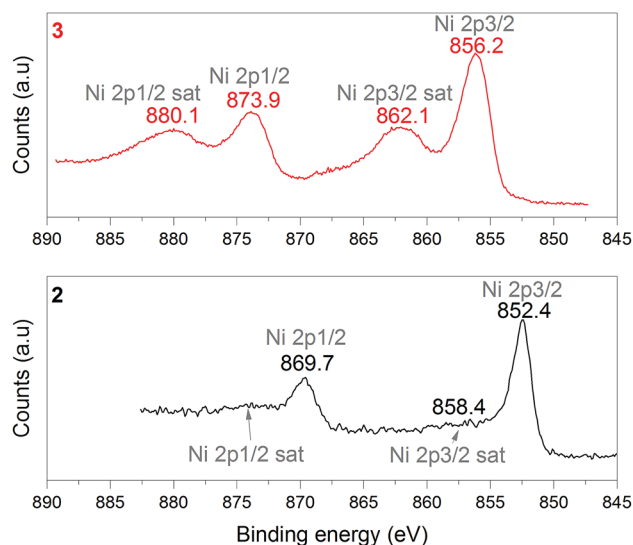 3
Ni 2p3/2
856.2
Ni 2p1/2
873.9
Ni 2p1/2 sat
880.1
Ni 2p3/2 sat
862.1
Counts (a.u)
890 885 880 875 870 865 860 855 850 845
2
Ni 2p3/2
852.4
Ni 2p1/2
869.7
858.4
Ni 2p1/2 sat
Ni 2p3/2 sat
Counts (a.u)
890 885 880 875 870 865 860 855 850 845
Binding energy (eV)